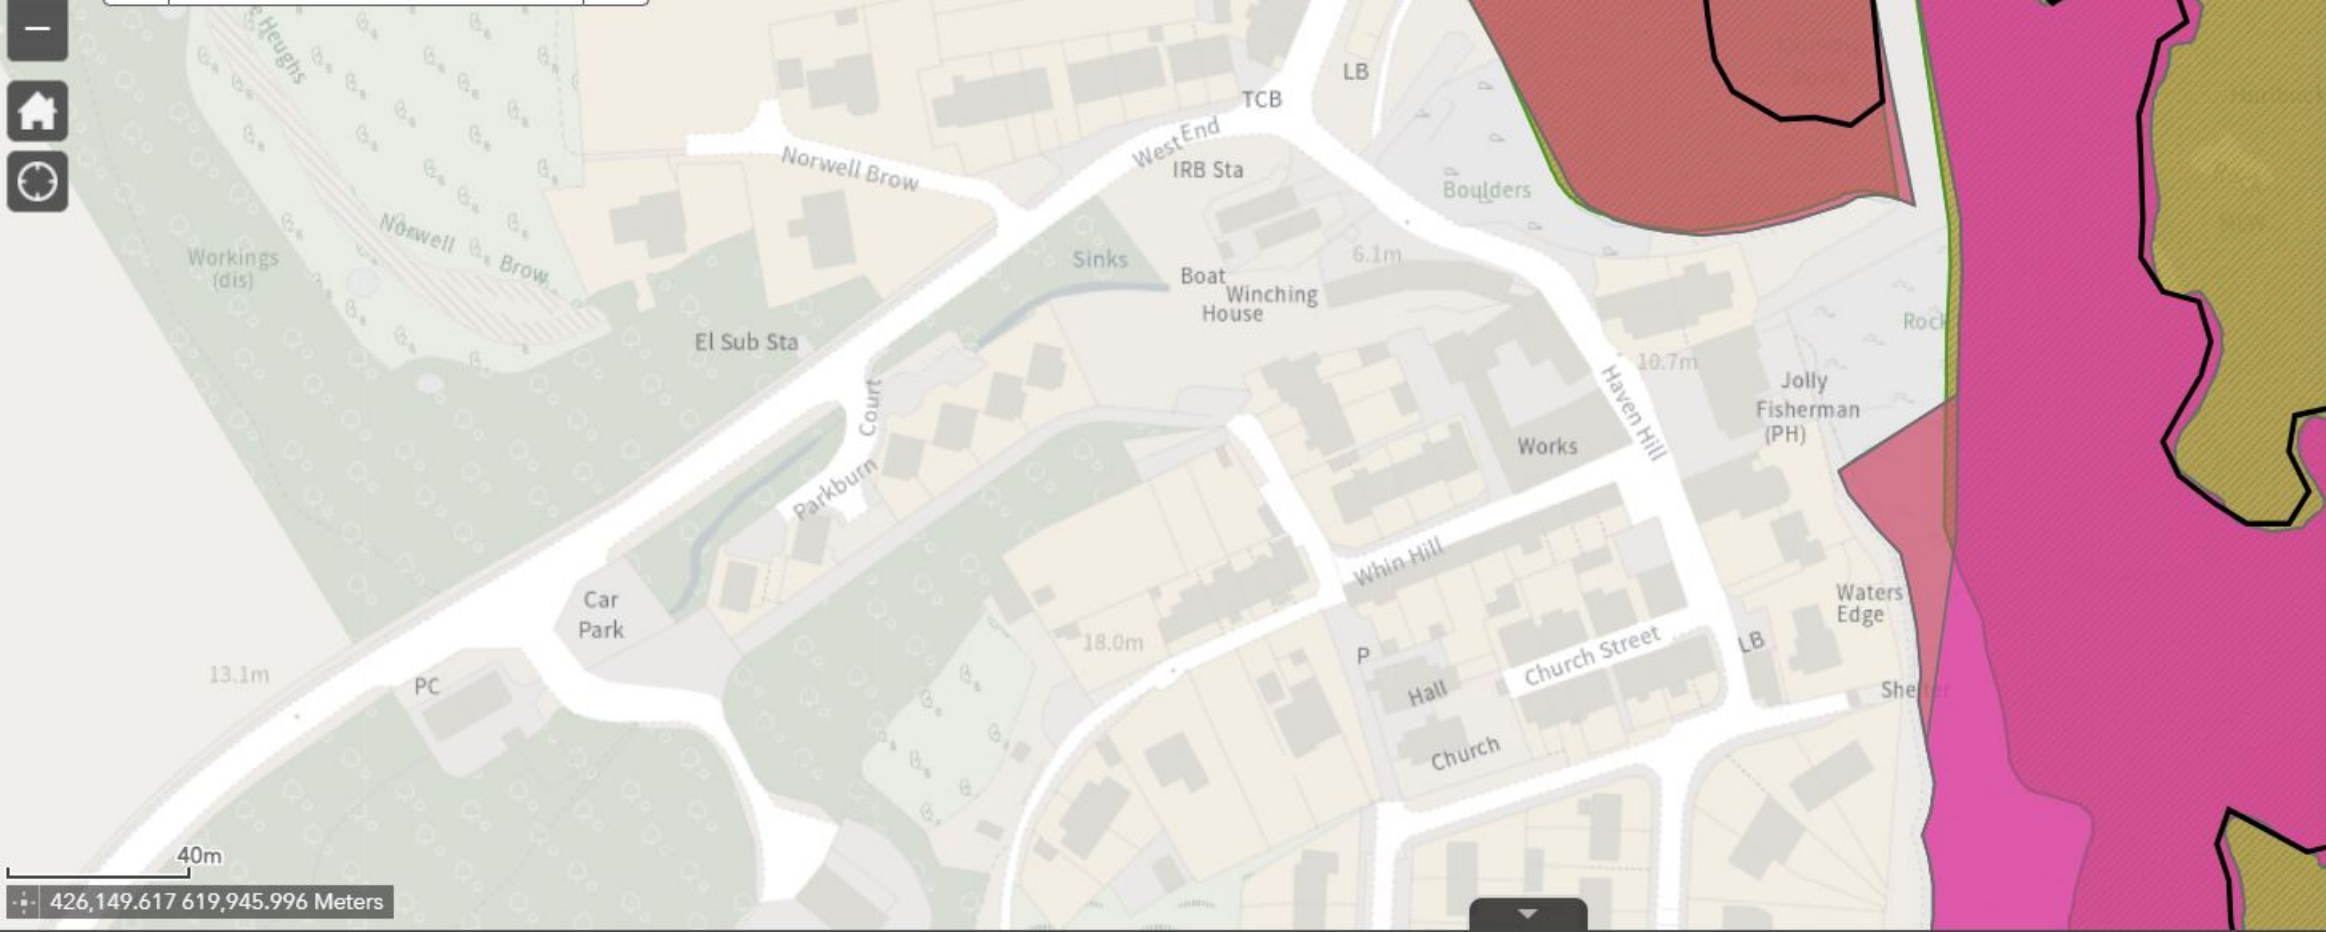 e Heughs
LB
TCB
West End
IRB Sta
Norwell Brow
Boulders
Norwell Brow
Workings
(dis)
Sinks
6.1m
Boat
Winching
House
El Sub Sta
Rock
10.7m
Court
Haven Hill
Jolly
Fisherman
(PH)
Works
Parkburn
Whin Hill
Car
Park
Waters
Edge
18.0m
P
Church Street
LB
13.1m
PC
Hall
Shelter
Church
40m
426,149.617 619,945.996 Meters